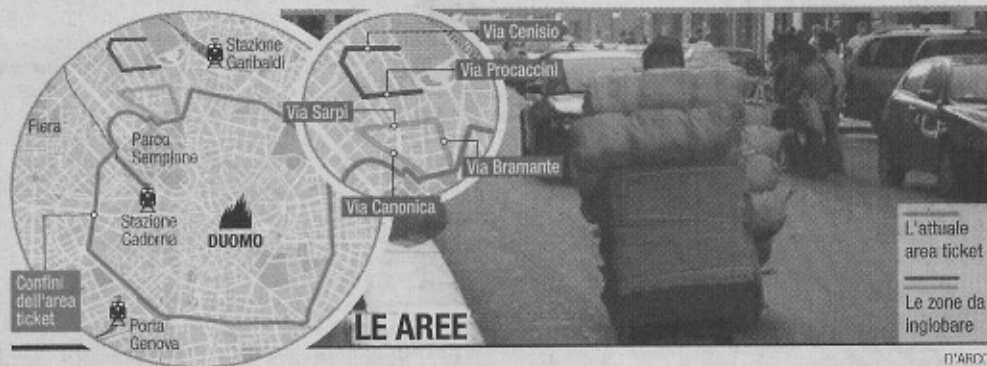 Stazione
Garibaldi
Fiera
Parco
Sempione
Stazione
Cadorna
DUOMO
Confini
dell'area
ticket
Porta
Genova
Via Cenisio
Via Procaccini
Via Sarpi
Via Bramante
Via Canonica
LE AREE
L'attuale
area ticket
Le zone da
inglobare
D'ARCO